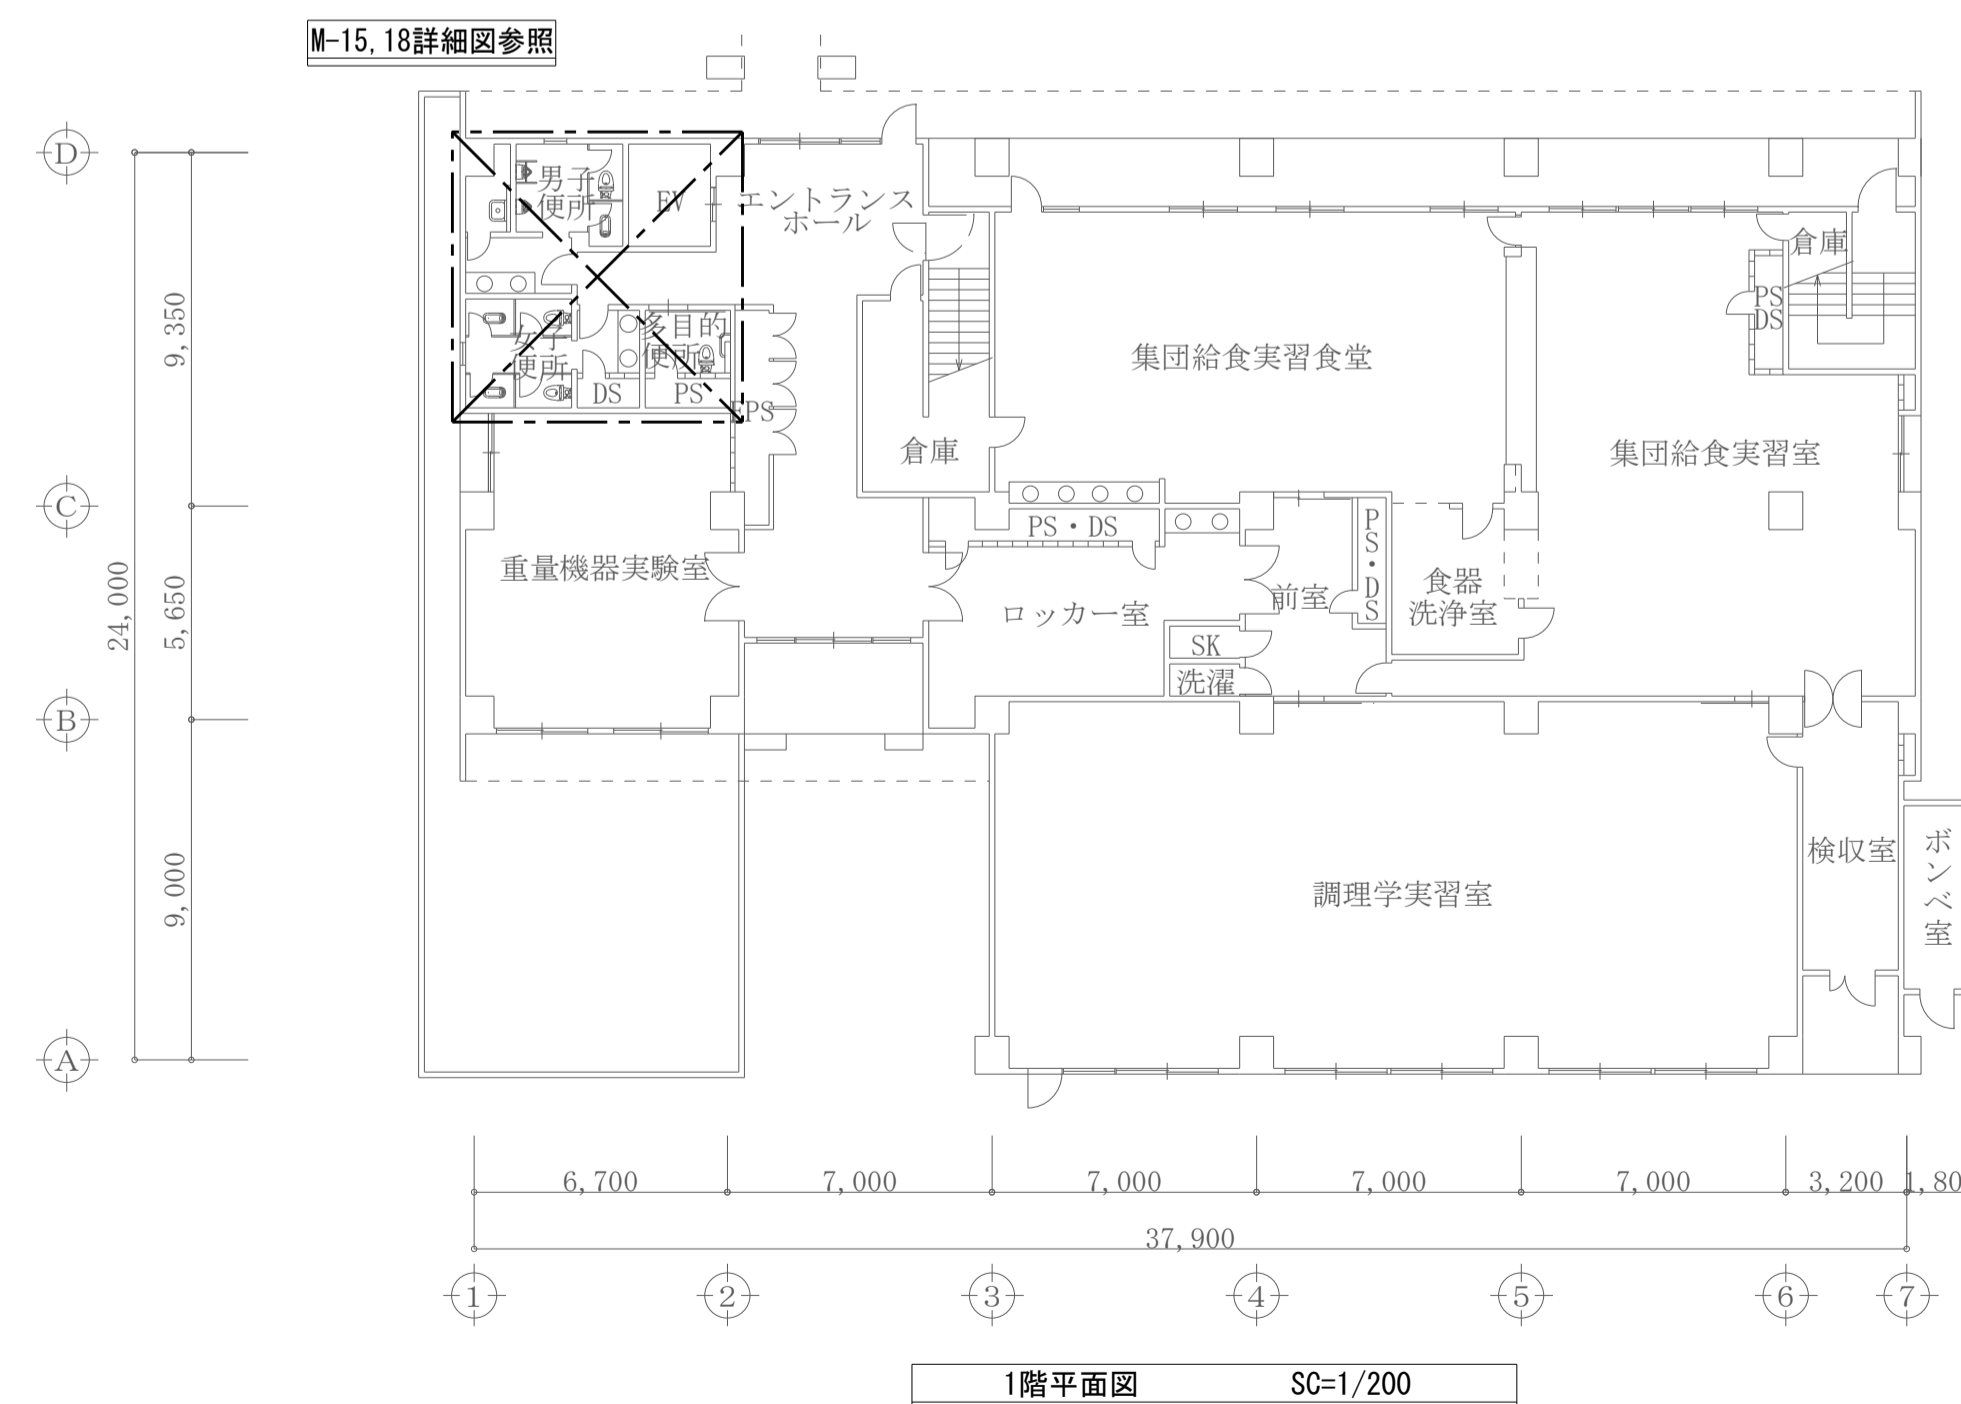 M-15,18詳細図参照
D
男子
便所
EV
エントランス
ホール
倉庫
PS
DS
9,350
女子
便所
多目的
便所
DS
PS
EPS
集団給食実習食堂
倉庫
集団給食実習室
C
PS・DS
PS・DS
24,000
5,650
重量機器実験室
ロッカー室
前室
食器
洗浄室
SK
洗濯
B
9,000
検収室
ボンベ室
調理学実習室
A
6,700
7,000
7,000
7,000
7,000
3,200
1,80
37,900
1
2
3
4
5
6
7
1階平面図 SC=1/200